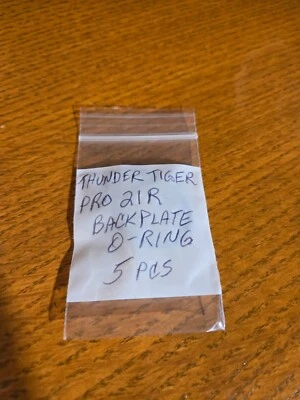 THUNDER TIGER
PRO 21R
BACKPLATE
O-RING
5 PCS